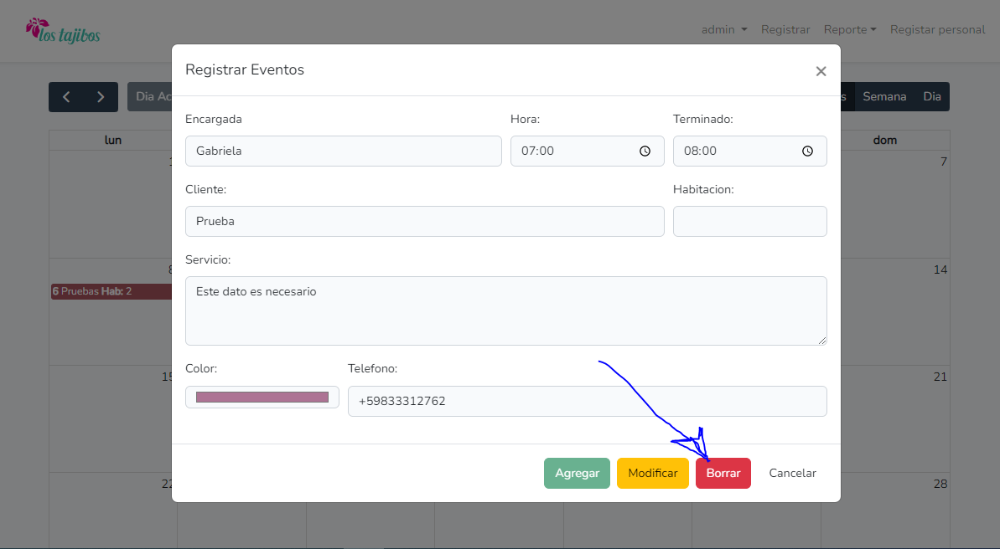 los tajibos
admin Registrar Reporte Registar personal
Registrar Eventos
×
Dia Ac
s Semana Dia
Encargada Hora: Terminado:
Gabriela 07:00 08:00
lun dom
1 7
Cliente: Habitacion:
Prueba
Servicio:
8 14
Este dato es necesario
6 Pruebas Hab: 2
Color: Telefono:
15 21
+59833312762
Agregar Modificar Borrar Cancelar
22 28